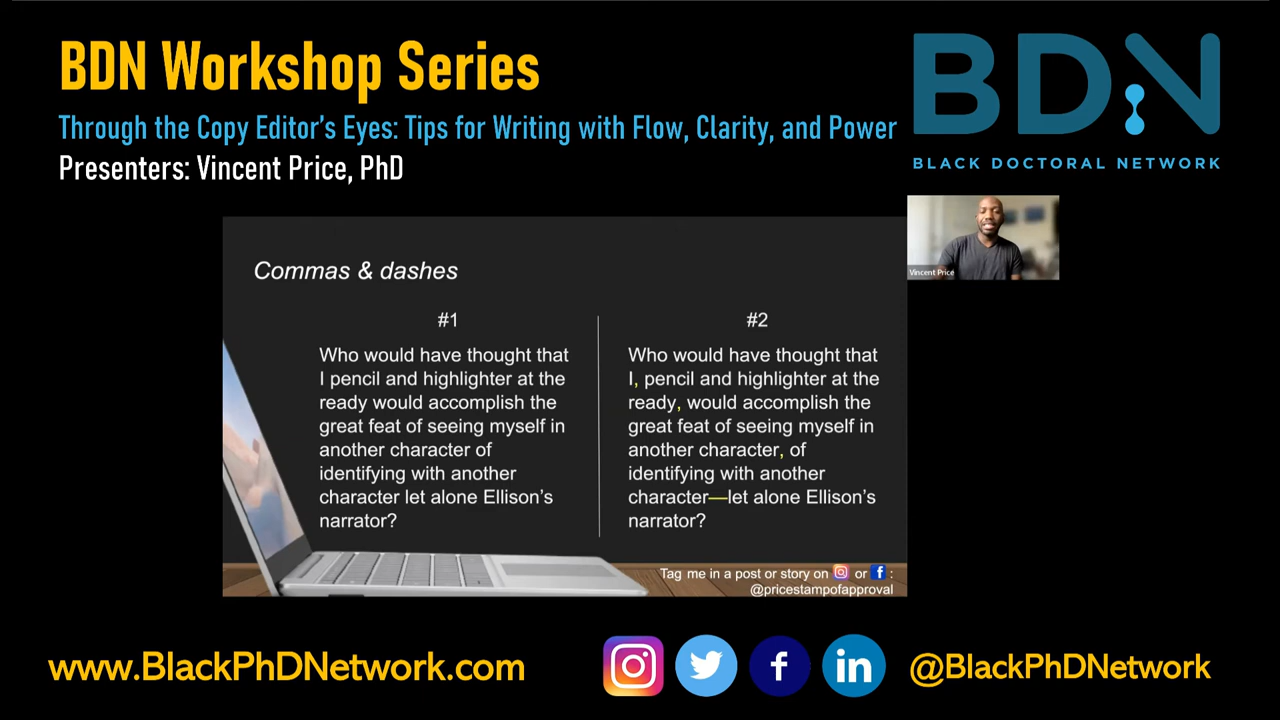 BDN Workshop Series
Through the Copy Editor's Eyes: Tips for Writing with Flow, Clarity, and Power
Presenters: Vincent Price, PhD
BDN
BLACK DOCTORAL NETWORK
Vincent Price
Commas & dashes
#1
Who would have thought that
I pencil and highlighter at the
ready would accomplish the
great feat of seeing myself in
another character of
identifying with another
character let alone Ellison's
narrator?
#2
Who would have thought that
I, pencil and highlighter at the
ready, would accomplish the
great feat of seeing myself in
another character, of
identifying with another
character—let alone Ellison's
narrator?
Tag me in a post or story on or f :
@pricestampofapproval
www.BlackPhDNetwork.com
f
in
@BlackPhDNetwork